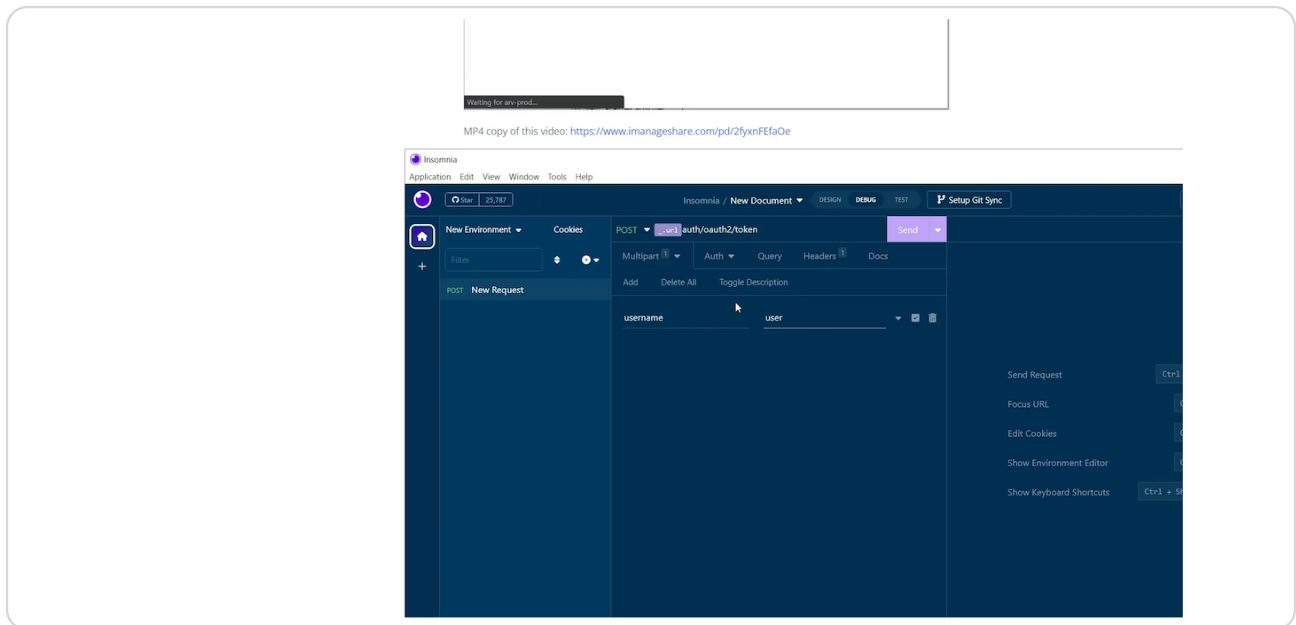 Waiting for arv-prod...
MP4 copy of this video: https://www.imanageshare.com/pd/2fyxnFEfaOe
Insomnia
Application Edit View Window Tools Help
Star 25,787 Insomnia / New Document DESIGN DEBUG TEST Setup Git Sync
New Environment Cookies POST _.url auth/oauth2/token Send
Filter Multipart 1 Auth Query Headers 1 Docs
Add Delete All Toggle Description
POST New Request
username user
Send Request Ctrl
Focus URL
Edit Cookies
Show Environment Editor
Show Keyboard Shortcuts Ctrl +